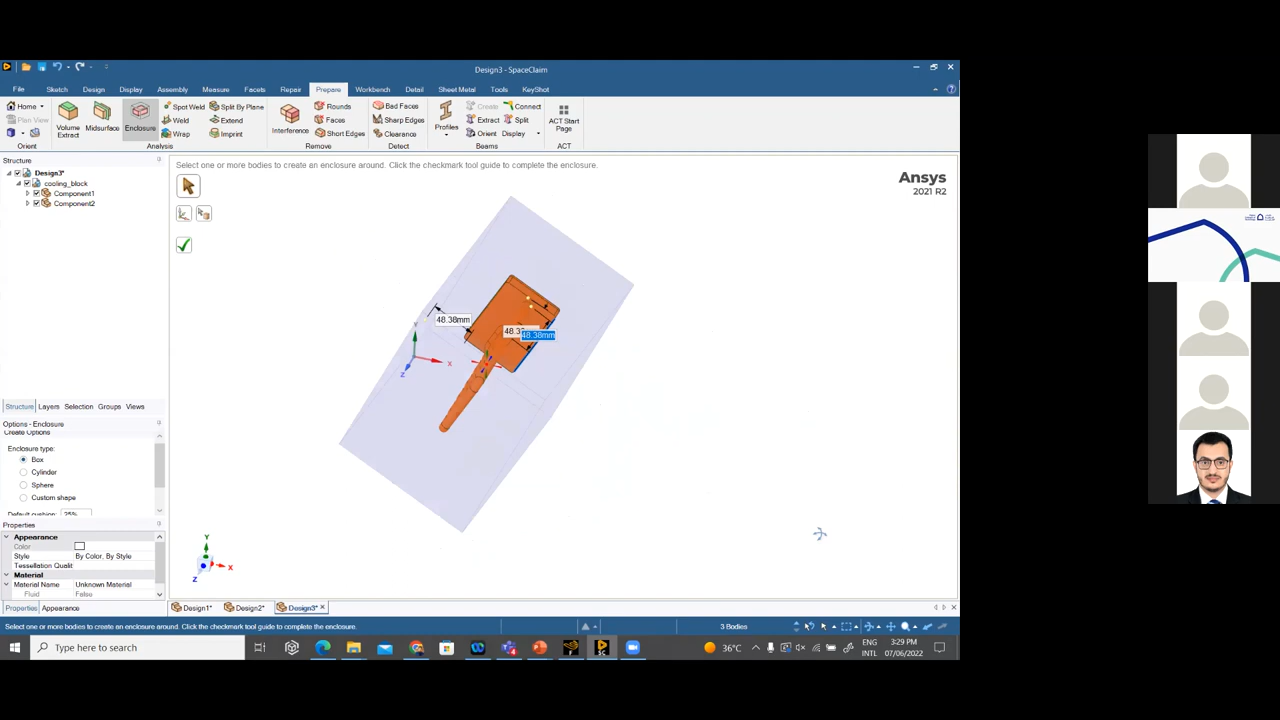 Design3 - SpaceClaim
File Sketch Design Display Assembly Measure Facets Repair Prepare Workbench Detail Sheet Metal Tools KeyShot
Home
Plan View
Orient
Volume Extract
Midsurface
Enclosure
Spot Weld
Weld
Wrap
Split By Plane
Extend
Imprint
Analysis
Interference
Rounds
Faces
Short Edges
Remove
Bad Faces
Sharp Edges
Clearance
Detect
Profiles
Create
Extract
Orient
Connect
Split
Display
Beams
ACT Start Page
ACT
Structure
Design3*
cooling_block
Component1
Component2
Structure Layers Selection Groups Views
Options - Enclosure
Create Options
Enclosure type:
Box
Cylinder
Sphere
Custom shape
Default cushion: 25%
Properties
Appearance
Color
Style By Color, By Style
Tessellation Qualit
Material
Material Name Unknown Material
Fluid False
Properties Appearance
Select one or more bodies to create an enclosure around. Click the checkmark tool guide to complete the enclosure.
Ansys
2021 R2
48.38mm
48.3
48.38mm
Y
X
Z
Y
X
Z
Design1* Design2* Design3*
Select one or more bodies to create an enclosure around. Click the checkmark tool guide to complete the enclosure.
3 Bodies
Type here to search
36°C
ENG
INTL
3:29 PM
07/06/2022